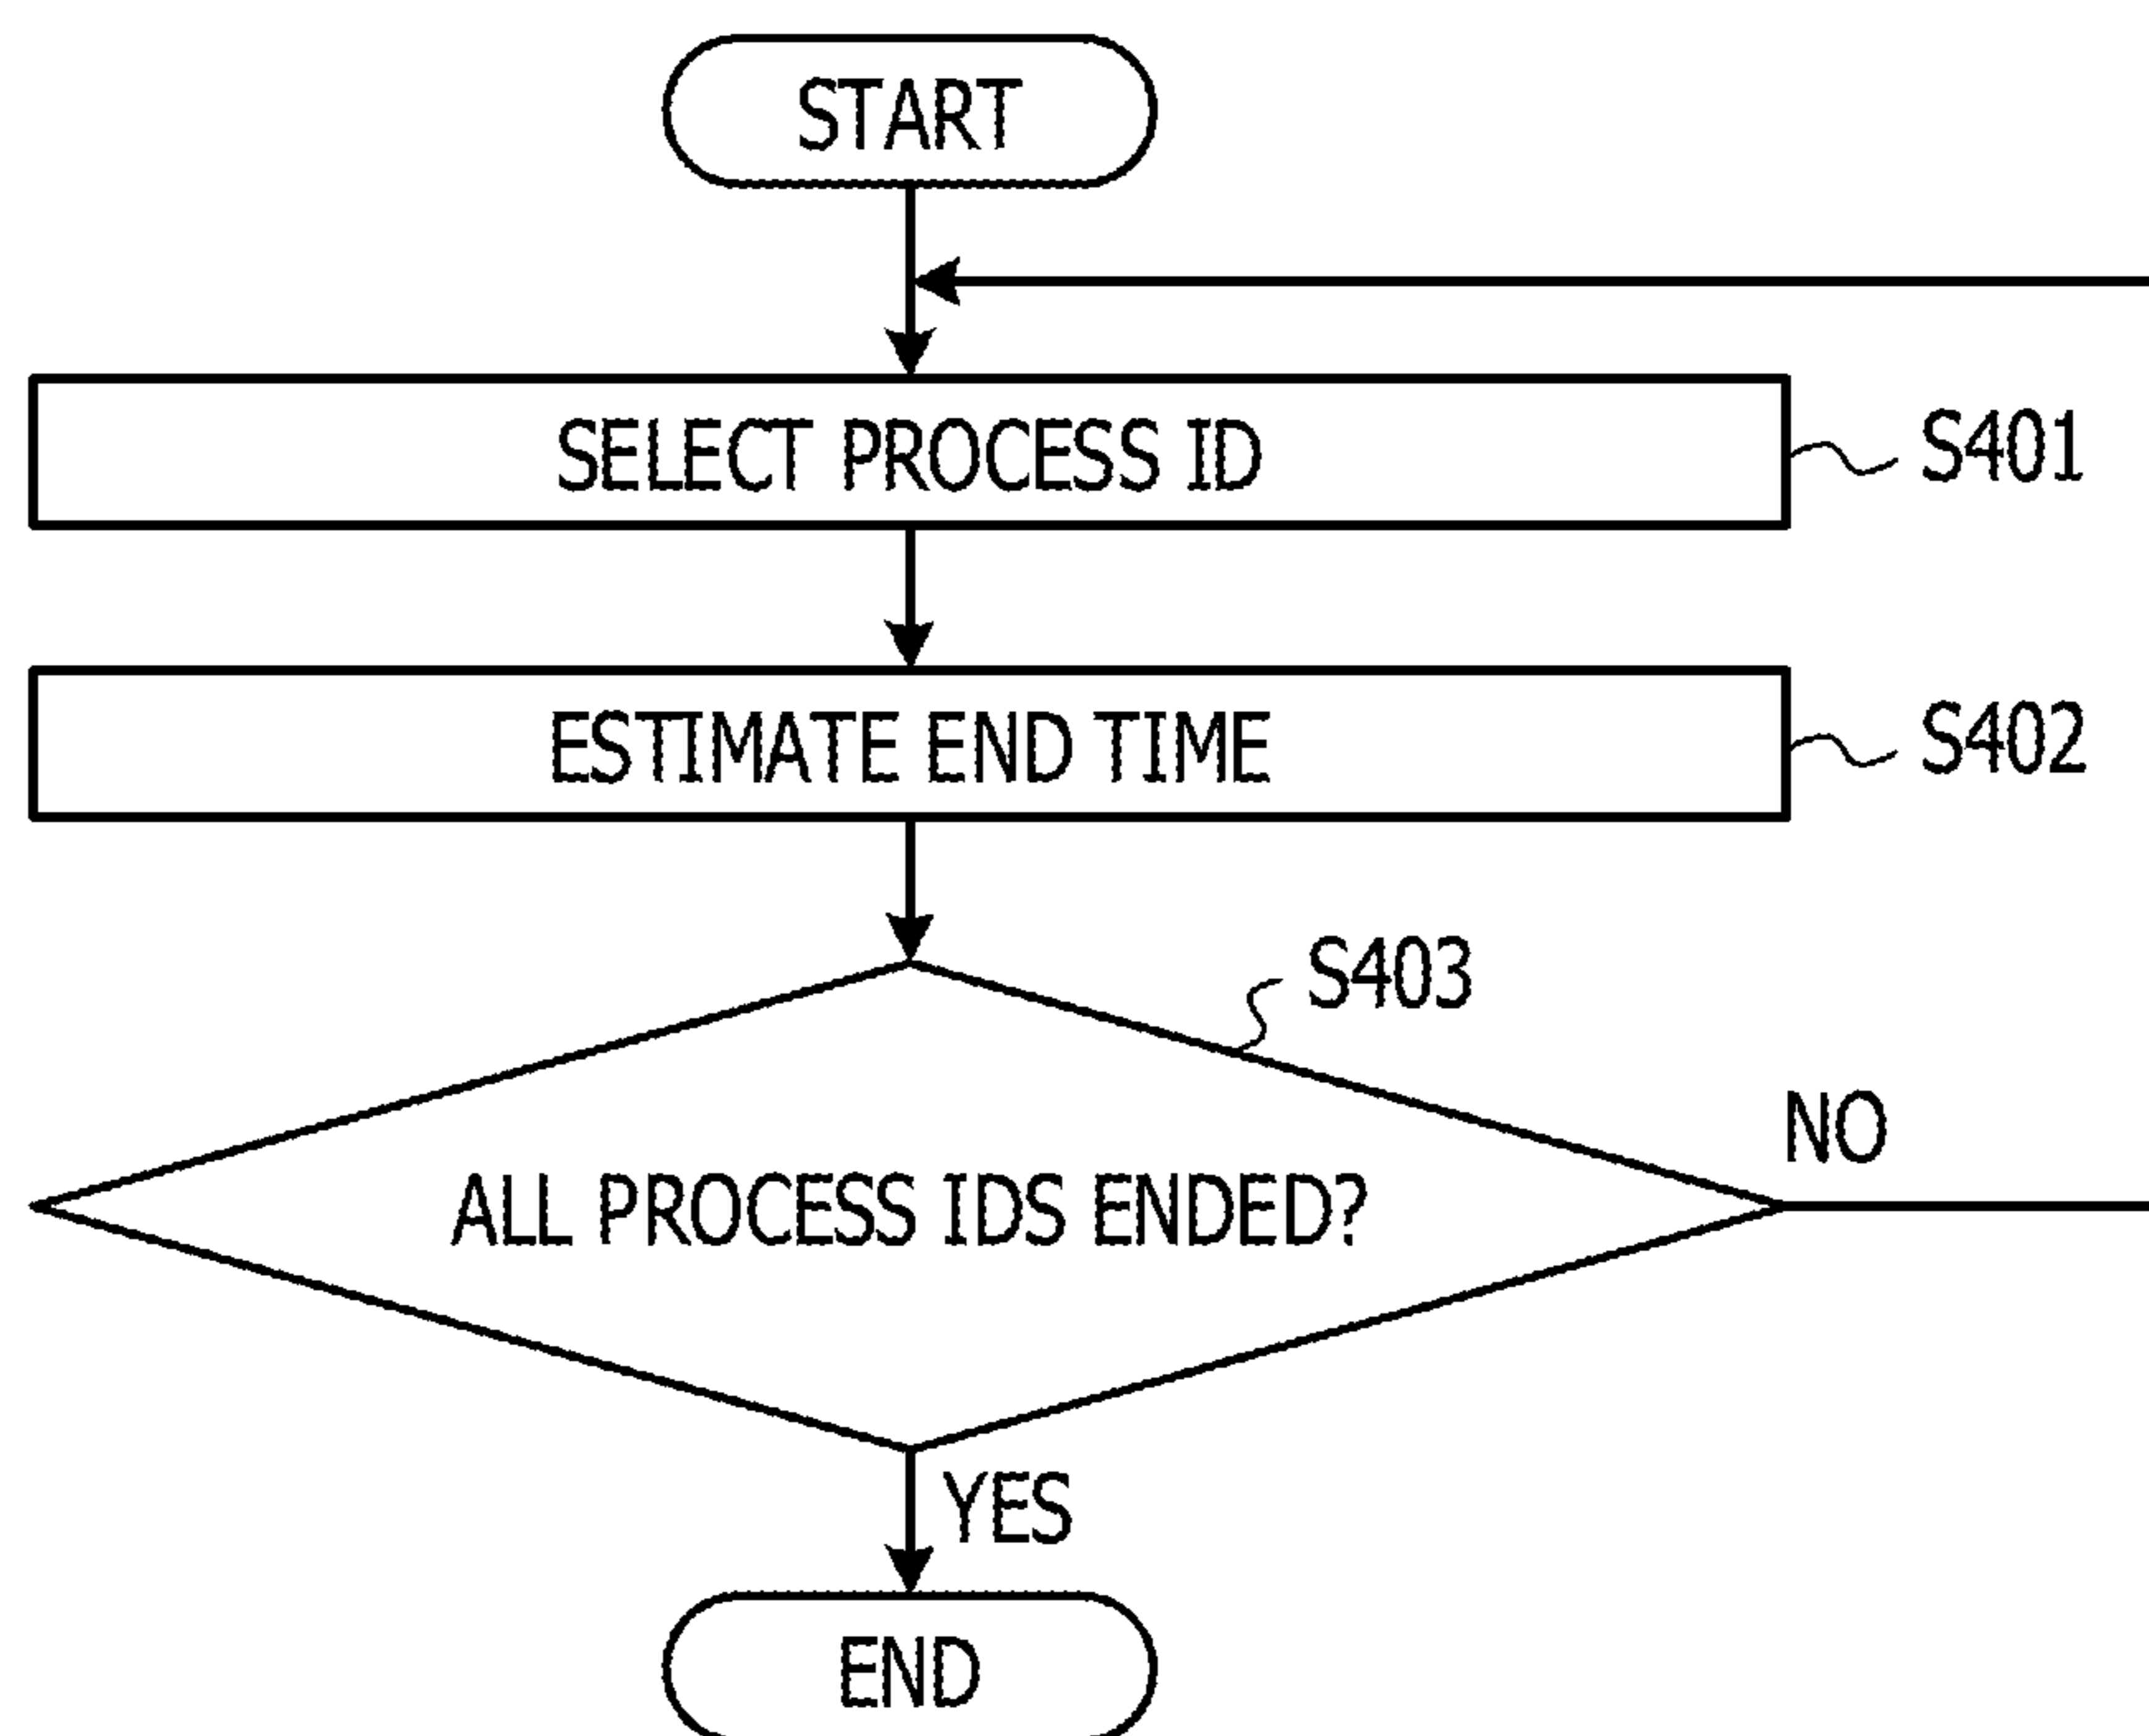 START
SELECT PROCESS ID
S401
ESTIMATE END TIME
S402
S403
NO
ALL PROCESS IDS ENDED?
YES
END